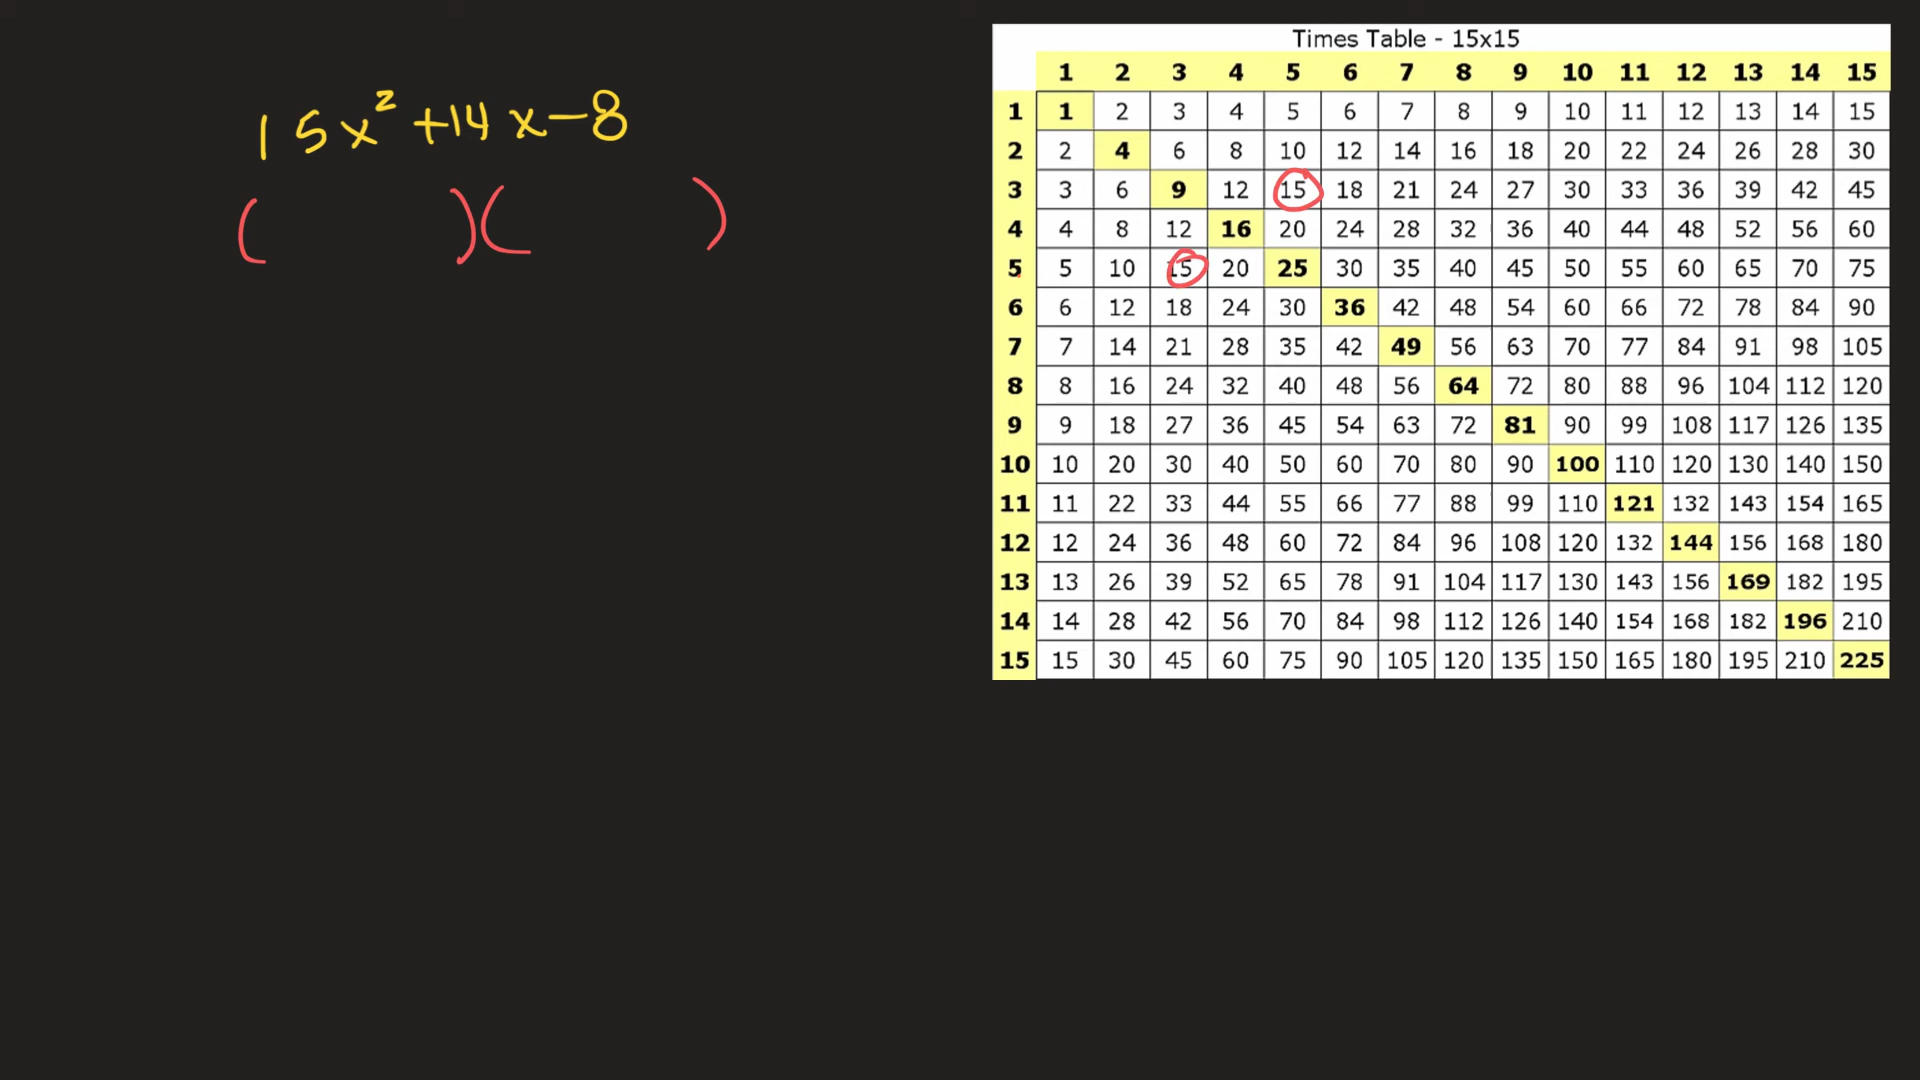 15x²+14x-8
(        )(        )
Times Table - 15x15
1 2 3 4 5 6 7 8 9 10 11 12 13 14 15
1 1 2 3 4 5 6 7 8 9 10 11 12 13 14 15
2 2 4 6 8 10 12 14 16 18 20 22 24 26 28 30
3 3 6 9 12 15 18 21 24 27 30 33 36 39 42 45
4 4 8 12 16 20 24 28 32 36 40 44 48 52 56 60
5 5 10 15 20 25 30 35 40 45 50 55 60 65 70 75
6 6 12 18 24 30 36 42 48 54 60 66 72 78 84 90
7 7 14 21 28 35 42 49 56 63 70 77 84 91 98 105
8 8 16 24 32 40 48 56 64 72 80 88 96 104 112 120
9 9 18 27 36 45 54 63 72 81 90 99 108 117 126 135
10 10 20 30 40 50 60 70 80 90 100 110 120 130 140 150
11 11 22 33 44 55 66 77 88 99 110 121 132 143 154 165
12 12 24 36 48 60 72 84 96 108 120 132 144 156 168 180
13 13 26 39 52 65 78 91 104 117 130 143 156 169 182 195
14 14 28 42 56 70 84 98 112 126 140 154 168 182 196 210
15 15 30 45 60 75 90 105 120 135 150 165 180 195 210 225